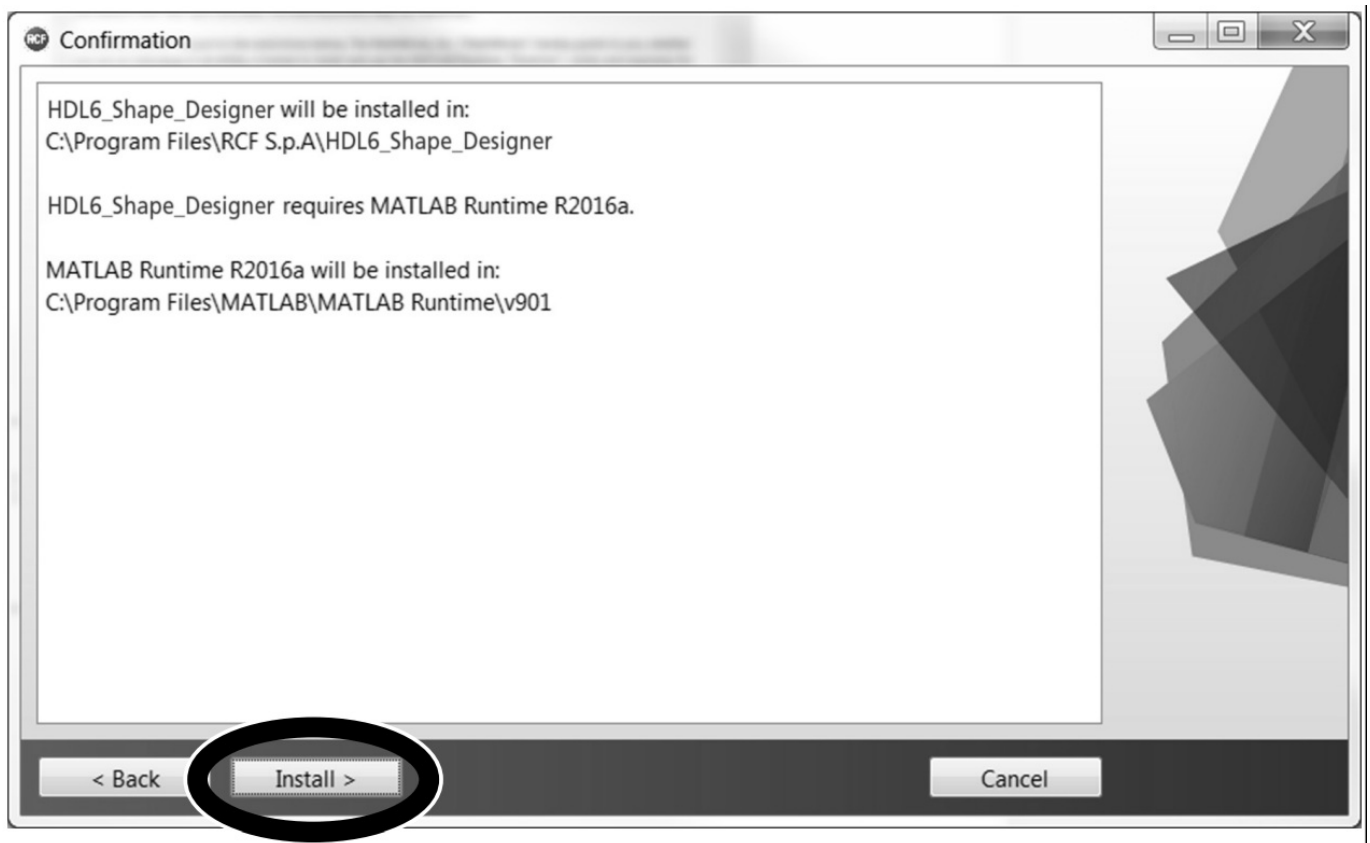 RCF Confirmation
HDL6_Shape_Designer will be installed in:
C:\Program Files\RCF S.p.A\HDL6_Shape_Designer
HDL6_Shape_Designer requires MATLAB Runtime R2016a.
MATLAB Runtime R2016a will be installed in:
C:\Program Files\MATLAB\MATLAB Runtime\v901
< Back Install > Cancel